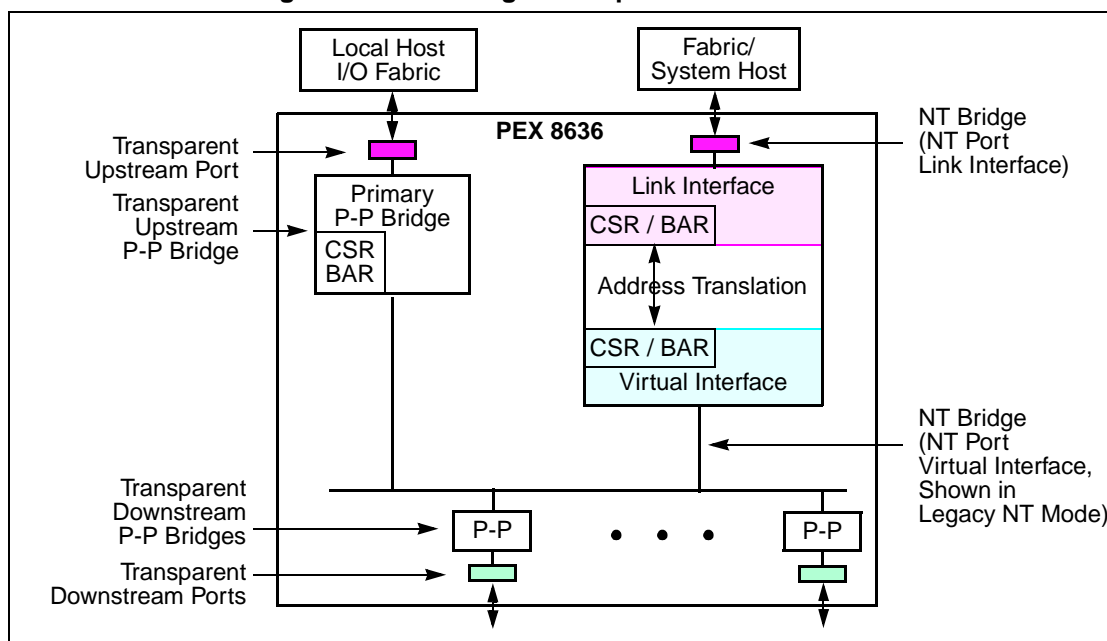 Local Host
I/O Fabric
Fabric/
System Host
PEX 8636
Transparent
Upstream Port
NT Bridge
(NT Port
Link Interface)
Transparent
Upstream
P-P Bridge
Primary
P-P Bridge
CSR
BAR
Link Interface
CSR / BAR
Address Translation
CSR / BAR
Virtual Interface
NT Bridge
(NT Port
Virtual Interface,
Shown in
Legacy NT Mode)
Transparent
Downstream
P-P Bridges
P-P
P-P
Transparent
Downstream Ports